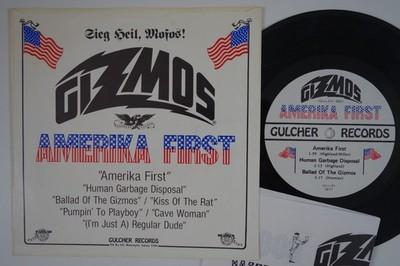 Sieg Heil, Mofos!
GIZMOS
AMERIKA FIRST
"Amerika First"
"Human Garbage Disposal"
"Ballad Of The Gizmos" / "Kiss Of The Rat"
"Pumpin' To Playboy" / "Cave Woman"
"(I'm Just A) Regular Dude"
GULCHER RECORDS
GIZMOS
AMERIKA FIRST
GULCHER RECORDS
Amerika First
Human Garbage Disposal
Ballad Of The Gizmos